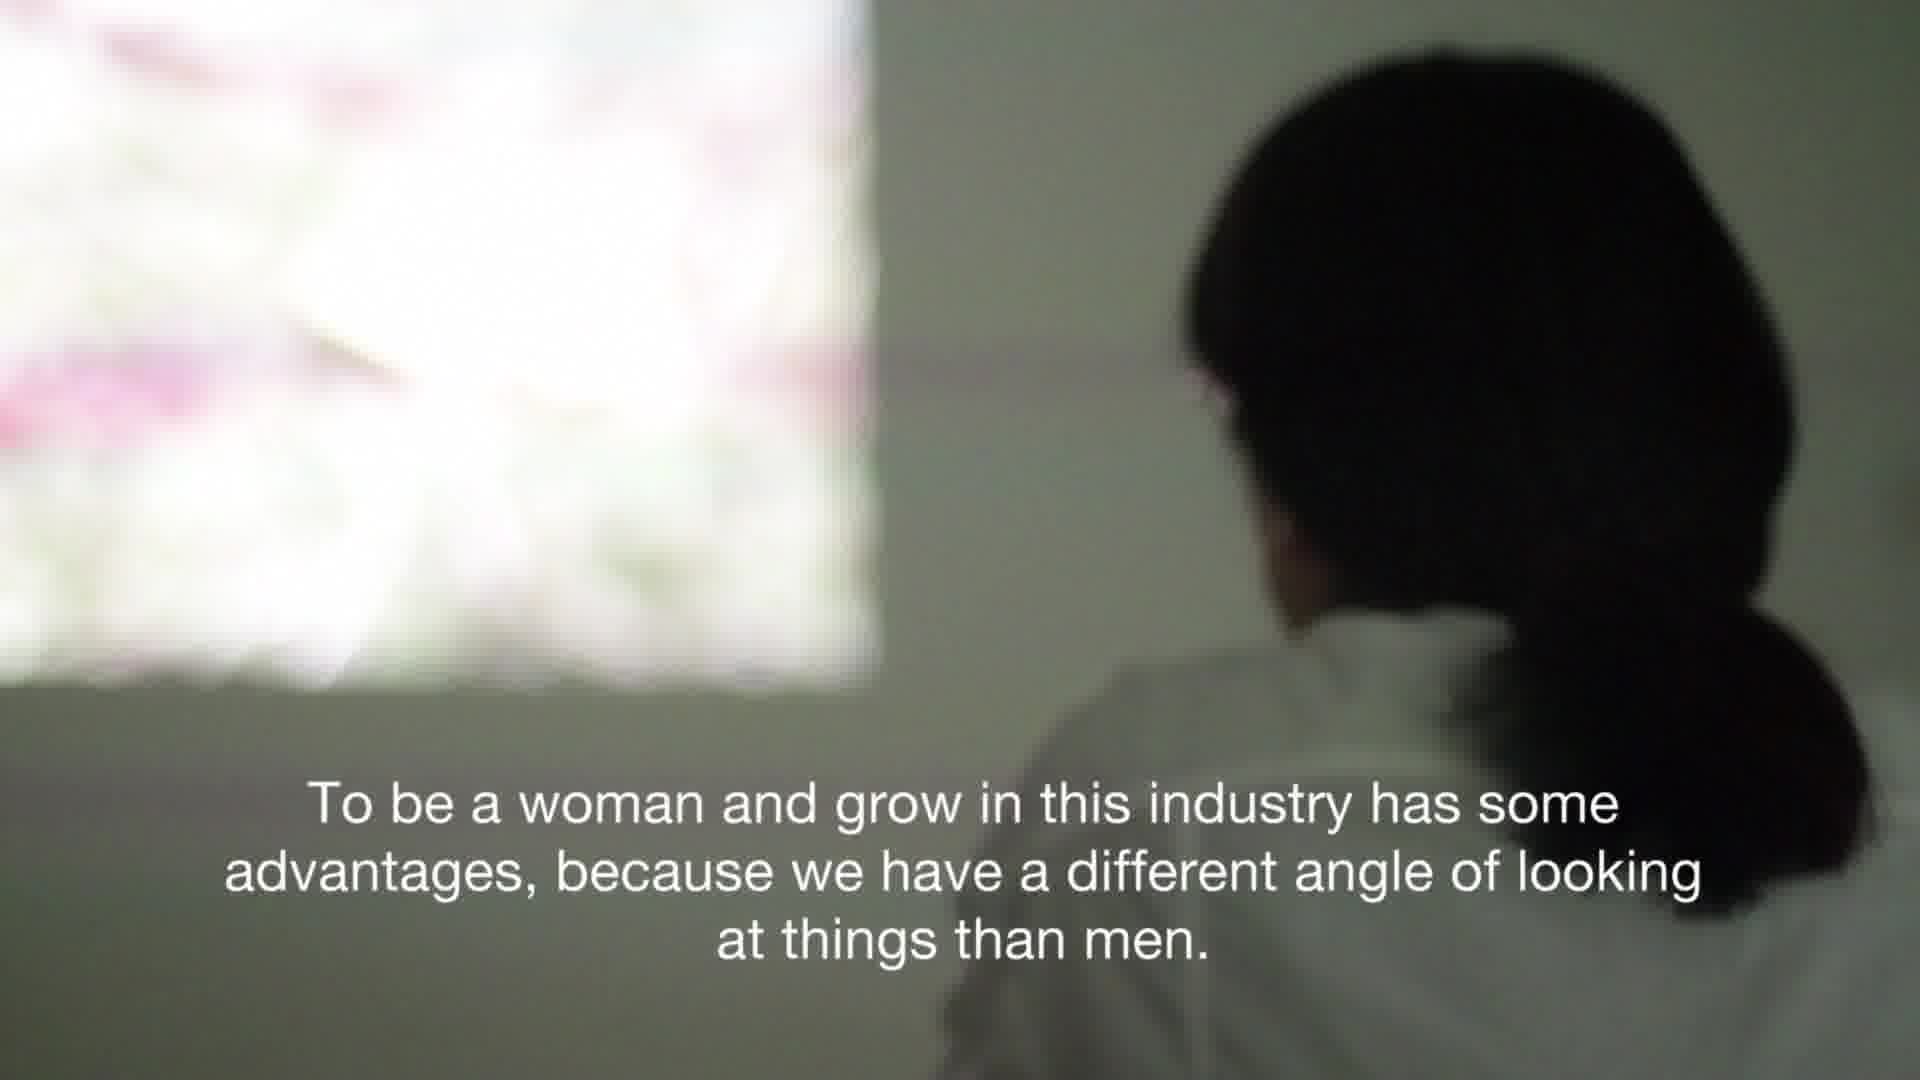 To be a woman and grow in this industry has some
advantages, because we have a different angle of looking
at things than men.